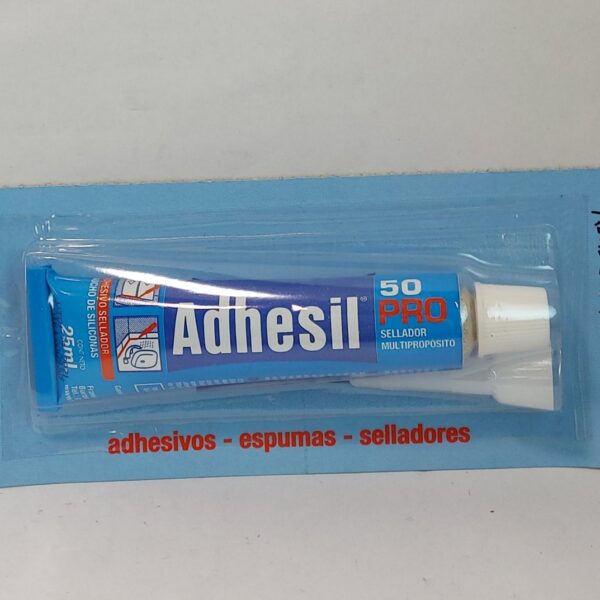 Adhesil®
50
PRO
SELLADOR
MULTIPROPÓSITO
SELLADOR
DE SILICONAS
25ml
adhesivos - espumas - selladores